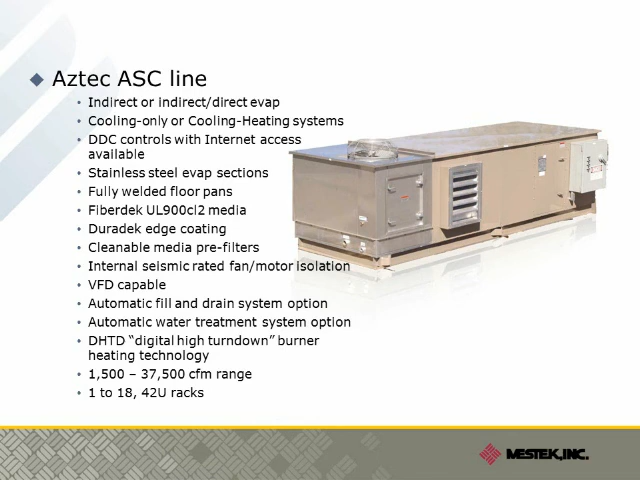 Aztec ASC line
Indirect or indirect/direct evap
Cooling-only or Cooling-Heating systems
DDC controls with Internet access
available
Stainless steel evap sections
Fully welded floor pans
Fiberdek UL900cl2 media
Duradek edge coating
Cleanable media pre-filters
Internal seismic rated fan/motor isolation
VFD capable
Automatic fill and drain system option
Automatic water treatment system option
DHTD “digital high turndown” burner
heating technology
1,500 – 37,500 cfm range
1 to 18, 42U racks
MESTEK, INC.